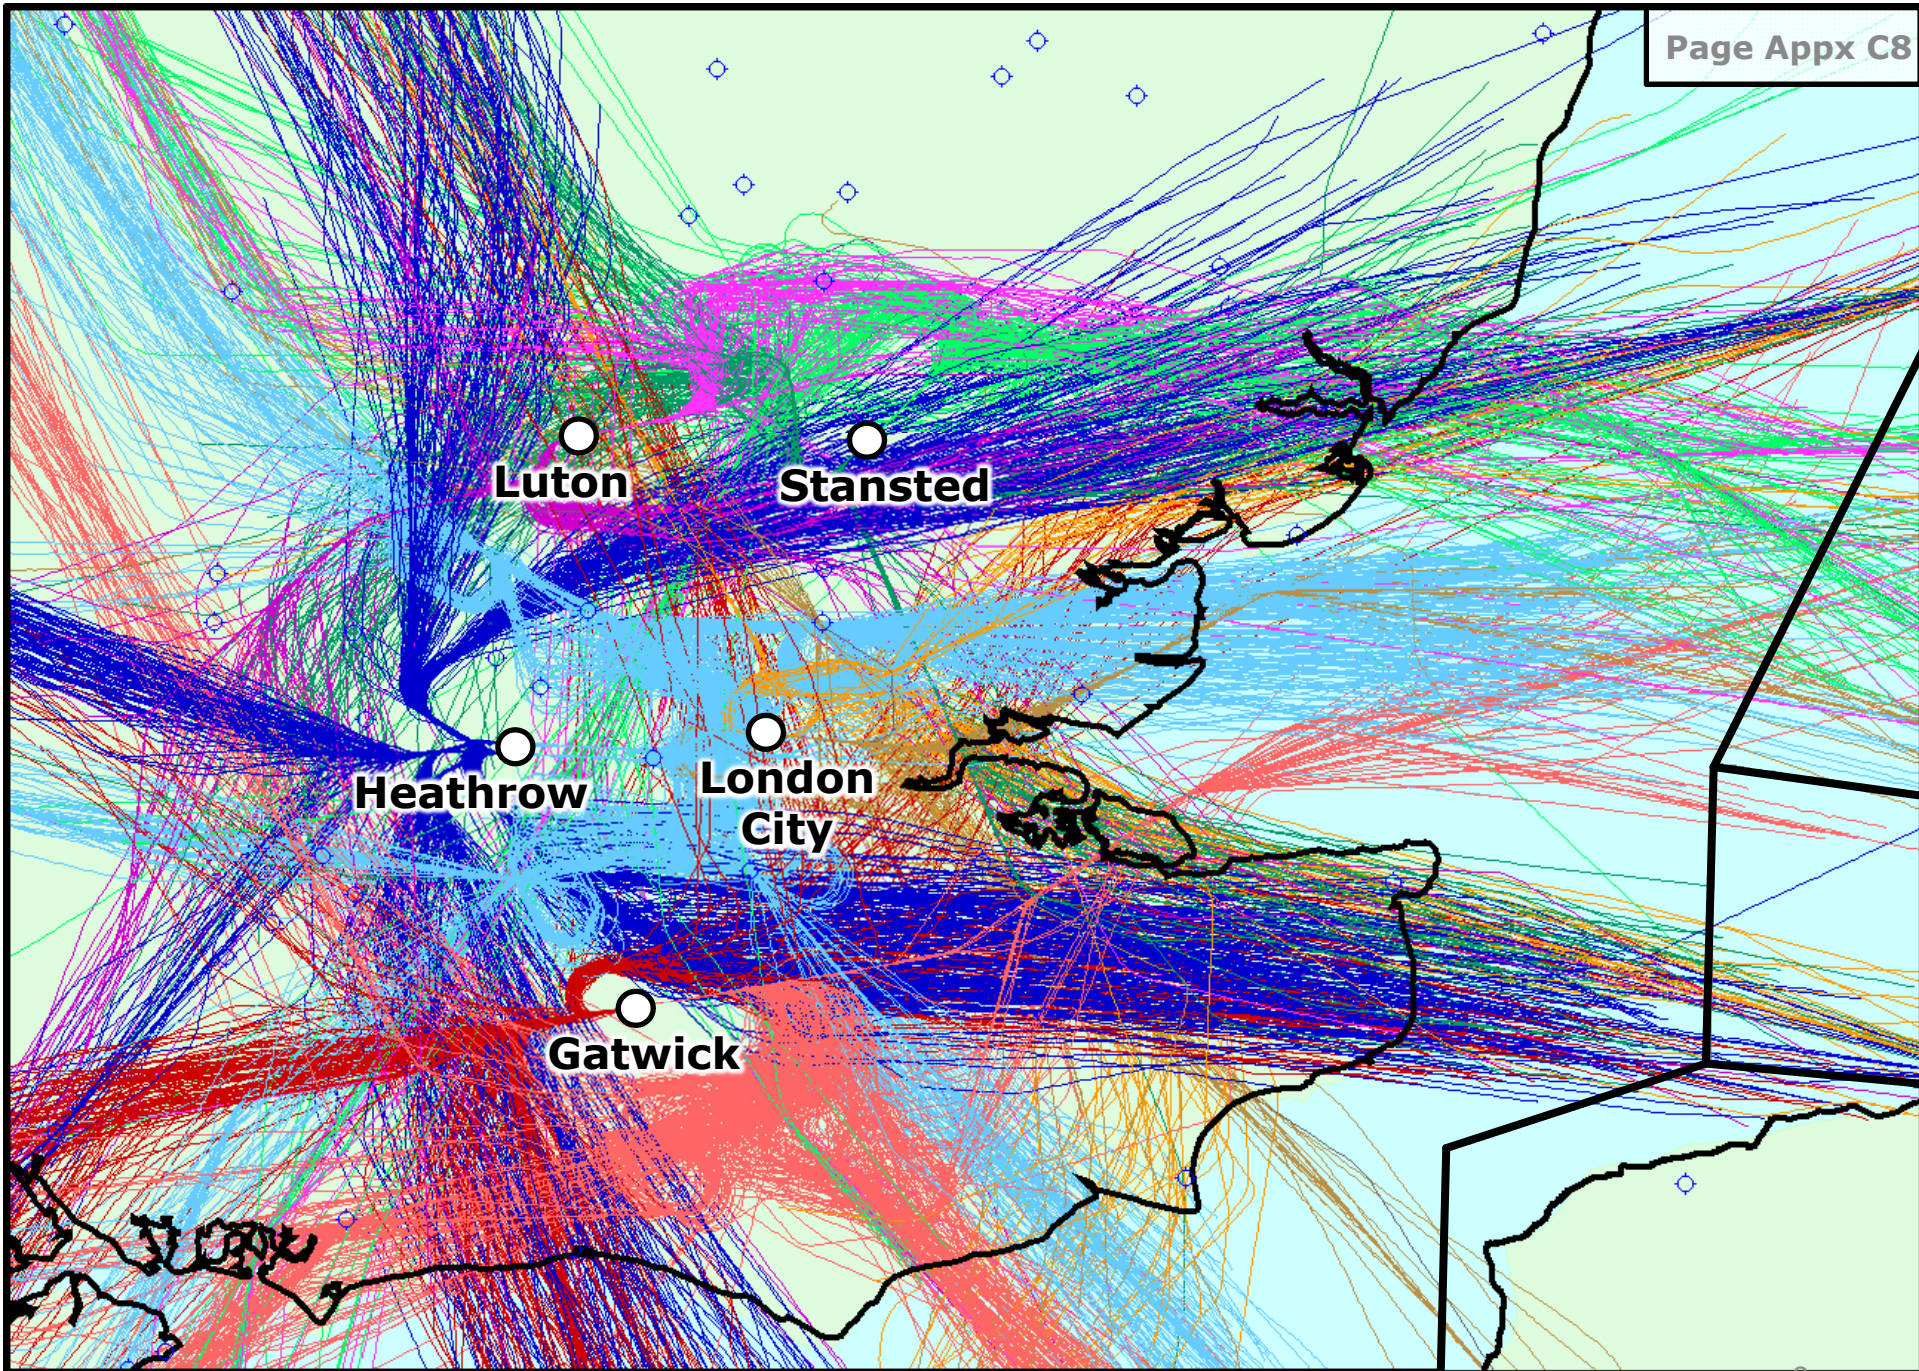 Page Appx C8
Luton
Stansted
Heathrow
London
City
Gatwick